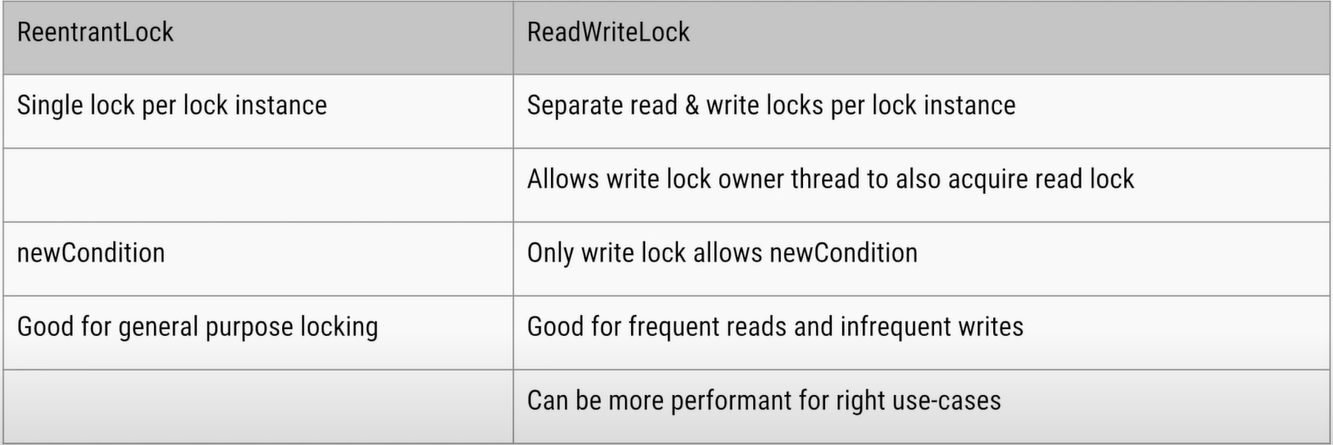 ReentrantLock
ReadWriteLock
Single lock per lock instance
Separate read & write locks per lock instance
Allows write lock owner thread to also acquire read lock
newCondition
Only write lock allows newCondition
Good for general purpose locking
Good for frequent reads and infrequent writes
Can be more performant for right use-cases